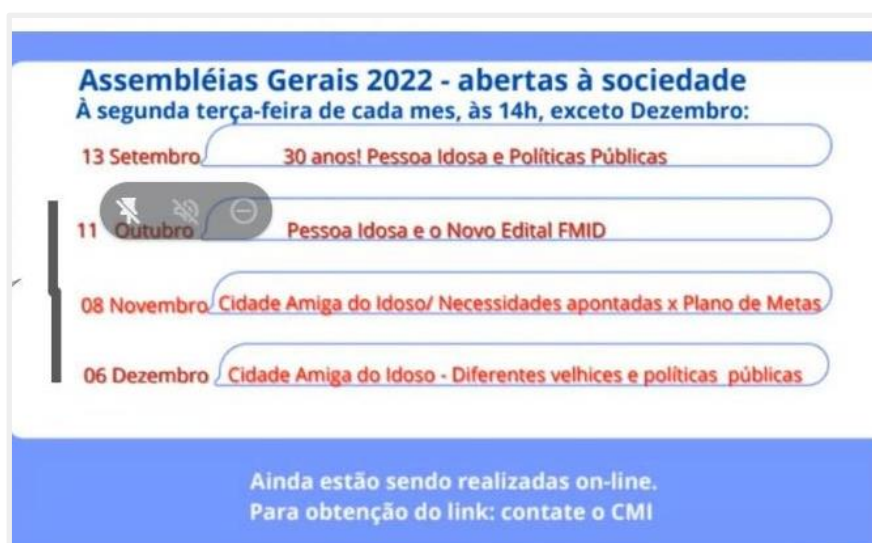 Assembléias Gerais 2022 - abertas à sociedade
À segunda terça-feira de cada mes, às 14h, exceto Dezembro:
13 Setembro 30 anos! Pessoa Idosa e Políticas Públicas
11 Outubro Pessoa Idosa e o Novo Edital FMID
08 Novembro Cidade Amiga do Idoso/ Necessidades apontadas x Plano de Metas
06 Dezembro Cidade Amiga do Idoso - Diferentes velhices e políticas públicas
Ainda estão sendo realizadas on-line.
Para obtenção do link: contate o CMI